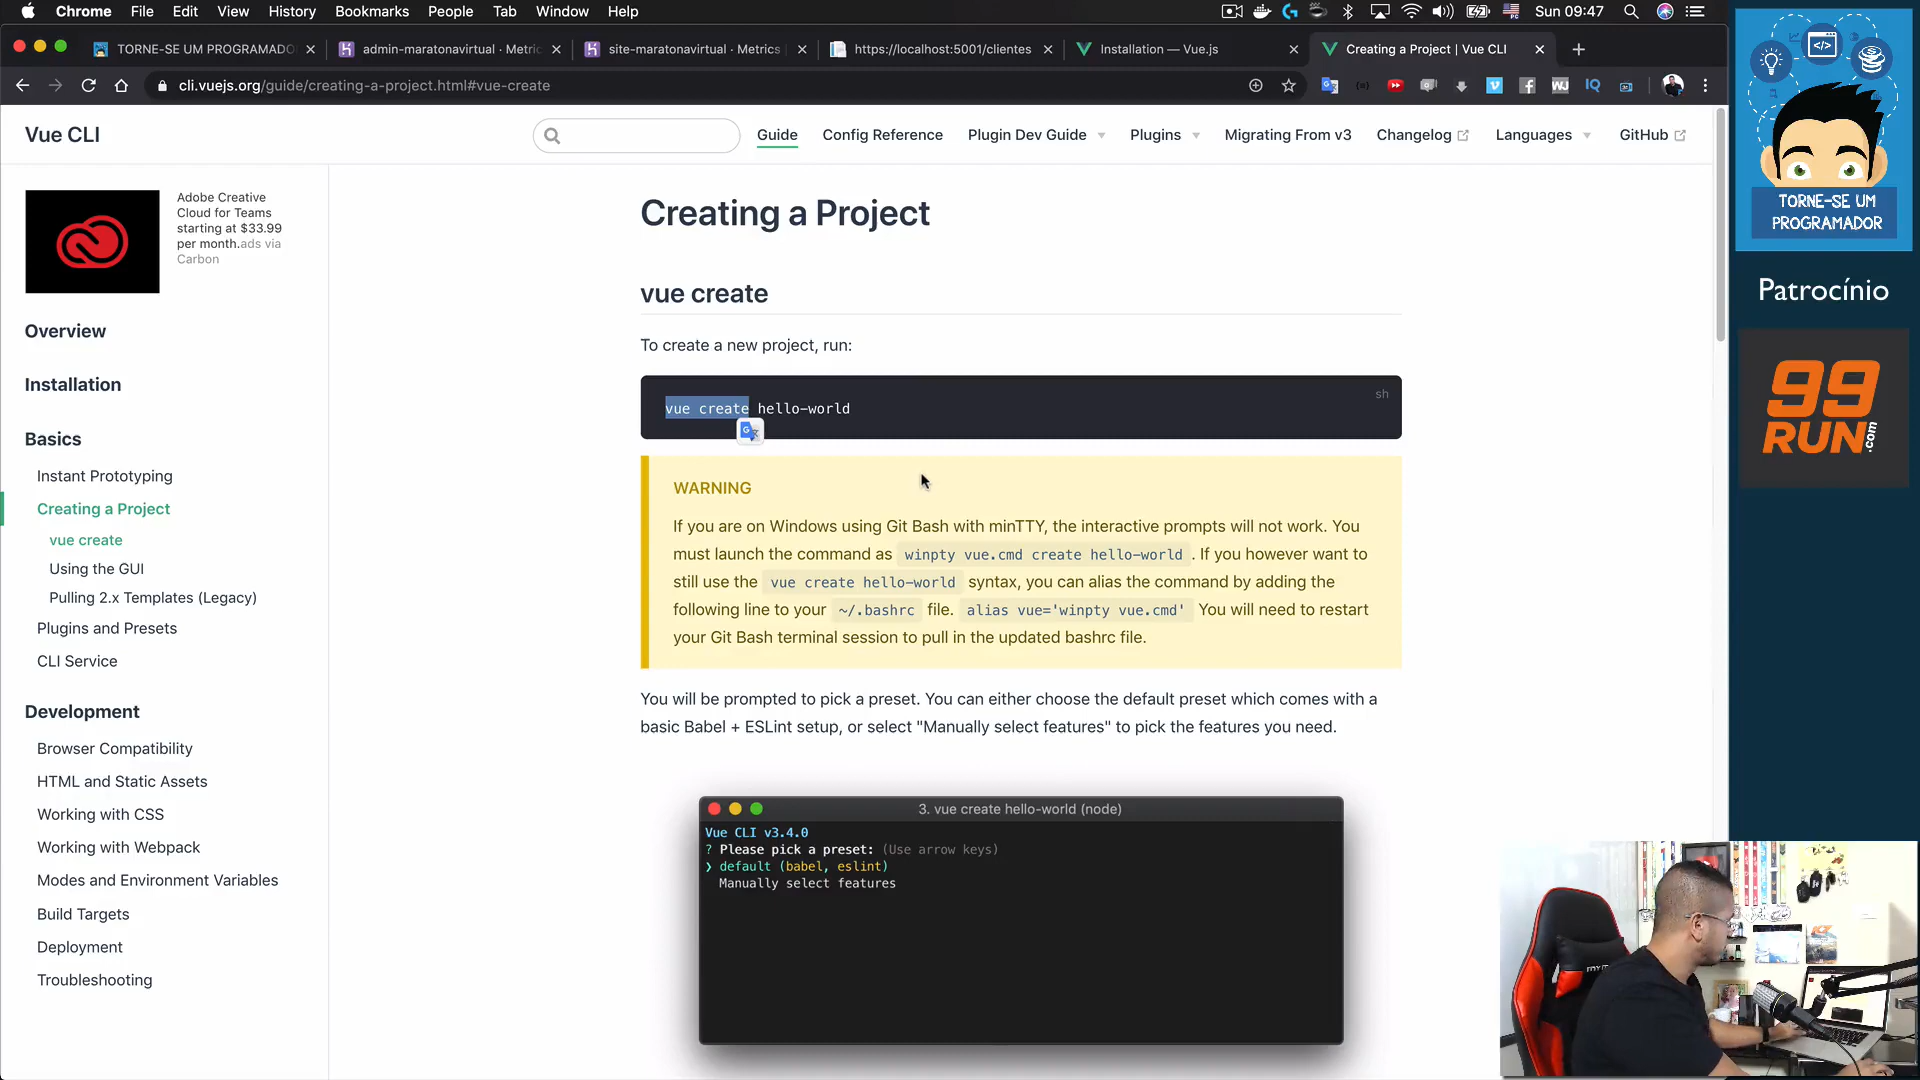 Chrome File Edit View History Bookmarks People Tab Window Help Sun 09:47
TORNE-SE UM PROGRAMADO admin-maratonavirtual · Metric site-maratonavirtual · Metrics https://localhost:5001/clientes Installation — Vue.js Creating a Project | Vue CLI
cli.vuejs.org/guide/creating-a-project.html#vue-create
Vue CLI Guide Config Reference Plugin Dev Guide Plugins Migrating From v3 Changelog Languages GitHub
Adobe Creative
Cloud for Teams
starting at $33.99
per month. ads via
Carbon
Overview
Installation
Basics
Instant Prototyping
Creating a Project
vue create
Using the GUI
Pulling 2.x Templates (Legacy)
Plugins and Presets
CLI Service
Development
Browser Compatibility
HTML and Static Assets
Working with CSS
Working with Webpack
Modes and Environment Variables
Build Targets
Deployment
Troubleshooting
Creating a Project
vue create
To create a new project, run:
sh
vue create hello-world
WARNING
If you are on Windows using Git Bash with minTTY, the interactive prompts will not work. You
must launch the command as winpty vue.cmd create hello-world . If you however want to
still use the vue create hello-world syntax, you can alias the command by adding the
following line to your ~/.bashrc file. alias vue='winpty vue.cmd' You will need to restart
your Git Bash terminal session to pull in the updated bashrc file.
You will be prompted to pick a preset. You can either choose the default preset which comes with a
basic Babel + ESLint setup, or select "Manually select features" to pick the features you need.
3. vue create hello-world (node)
Vue CLI v3.4.0
? Please pick a preset: (Use arrow keys)
❯ default (babel, eslint)
Manually select features
TORNE-SE UM
PROGRAMADOR
Patrocínio
99
RUN.com